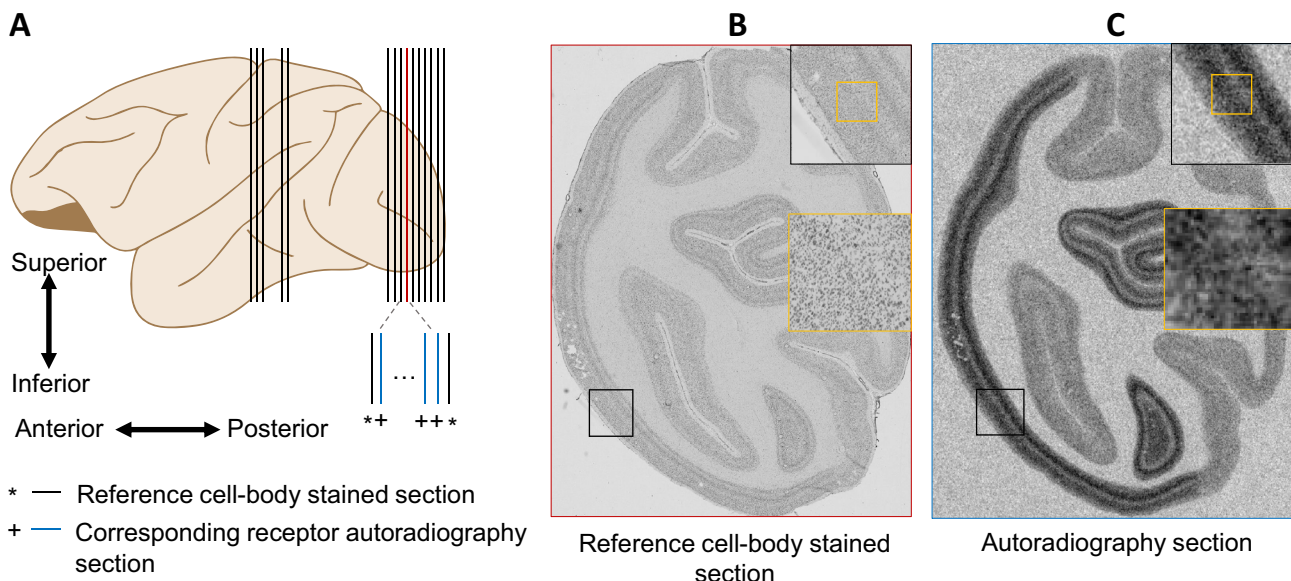 A
B
C
Superior
Inferior
Anterior
Posterior
...
*+
++ *
* — Reference cell-body stained section
+ — Corresponding receptor autoradiography
section
Reference cell-body stained
section
Autoradiography section